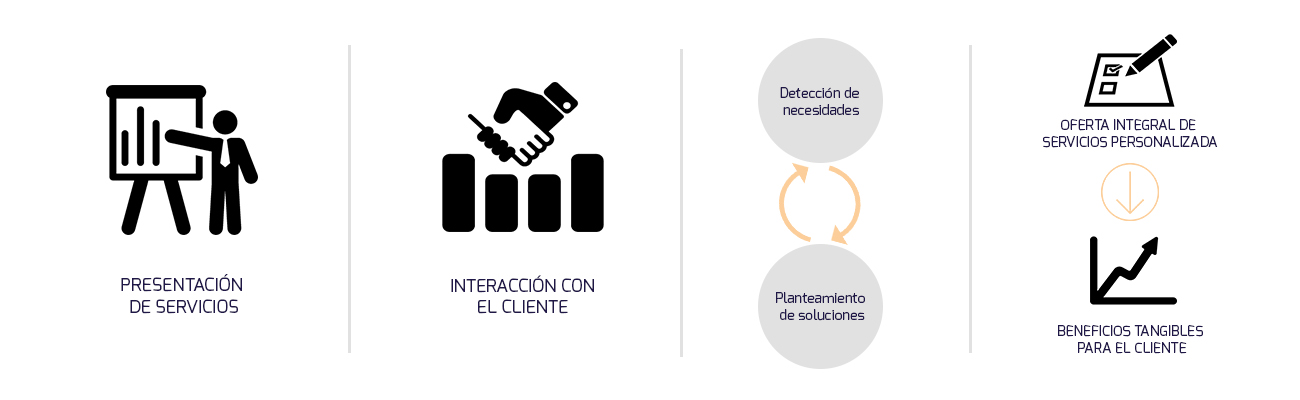 PRESENTACIÓN
DE SERVICIOS
INTERACCIÓN CON
EL CLIENTE
Detección de
necesidades
Planteamiento
de soluciones
OFERTA INTEGRAL DE
SERVICIOS PERSONALIZADA
BENEFICIOS TANGIBLES
PARA EL CLIENTE